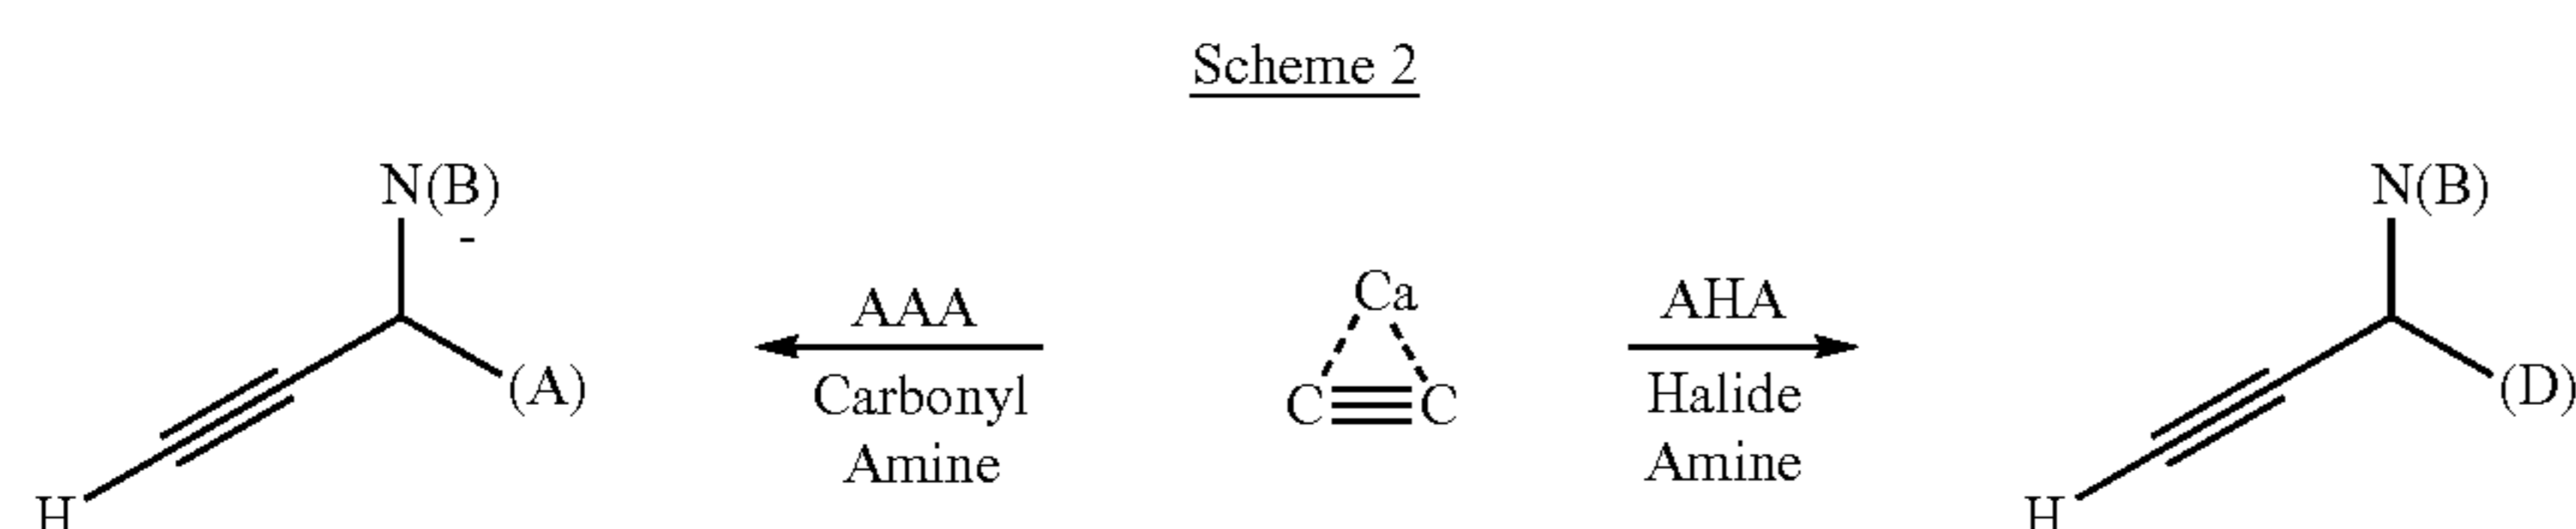 Scheme 2
N(B)
-
(A)
H
AAA
Carbonyl
Amine
Ca
C≡C
AHA
Halide
Amine
N(B)
(D)
H